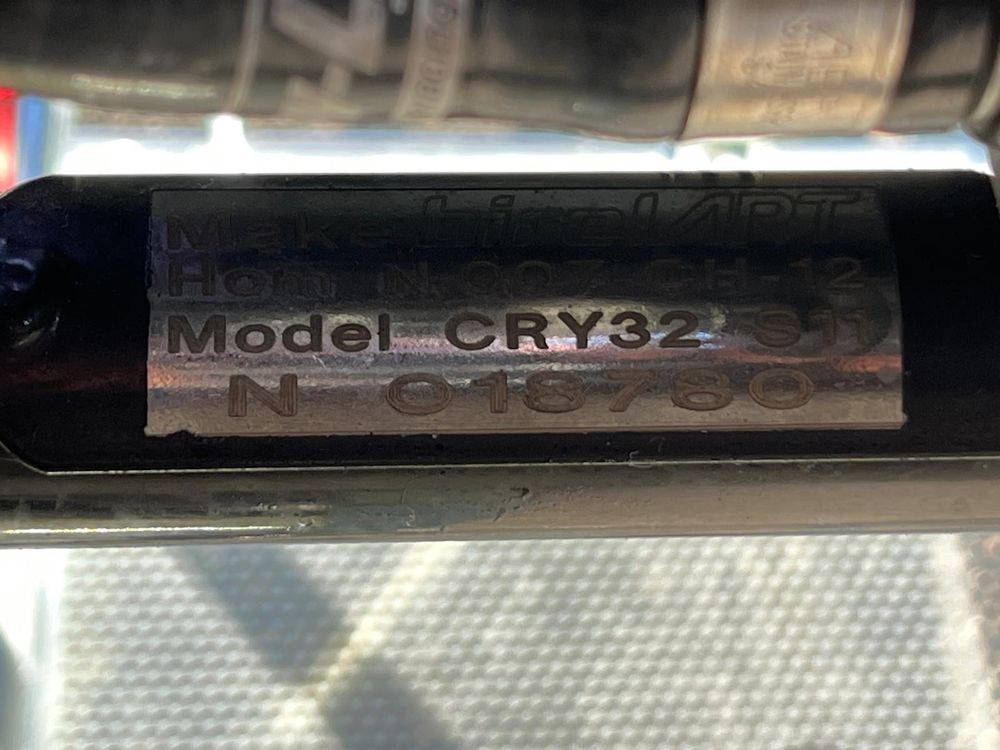 Make birelART
Hom N. 007-CH-12
Model CRY32 S11
N 018780